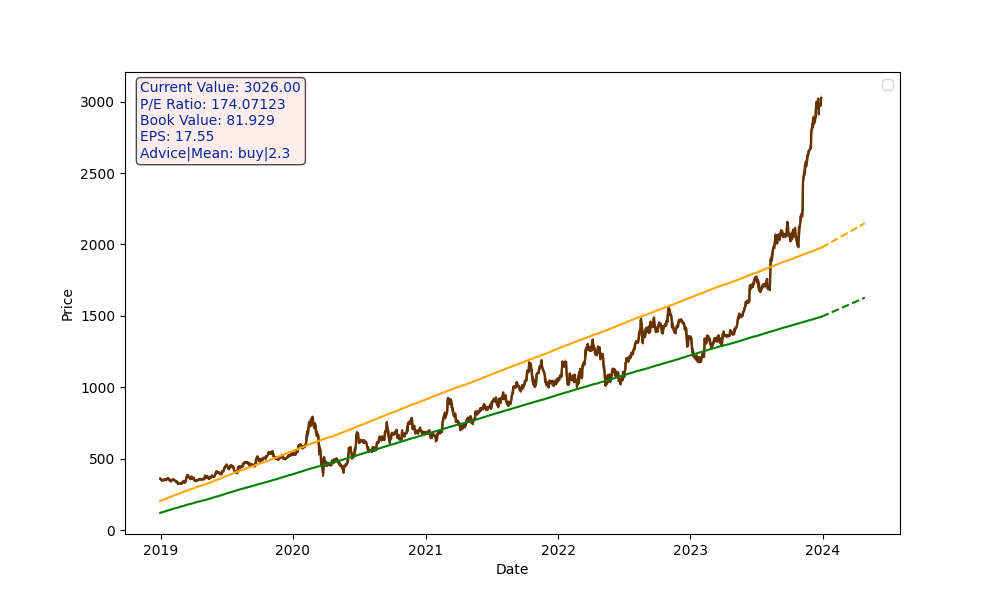 Current Value: 3026.00
P/E Ratio: 174.07123
Book Value: 81.929
EPS: 17.55
Advice|Mean: buy|2.3
3000
2500
2000
1500
1000
500
0
Price
2019 2020 2021 2022 2023 2024
Date